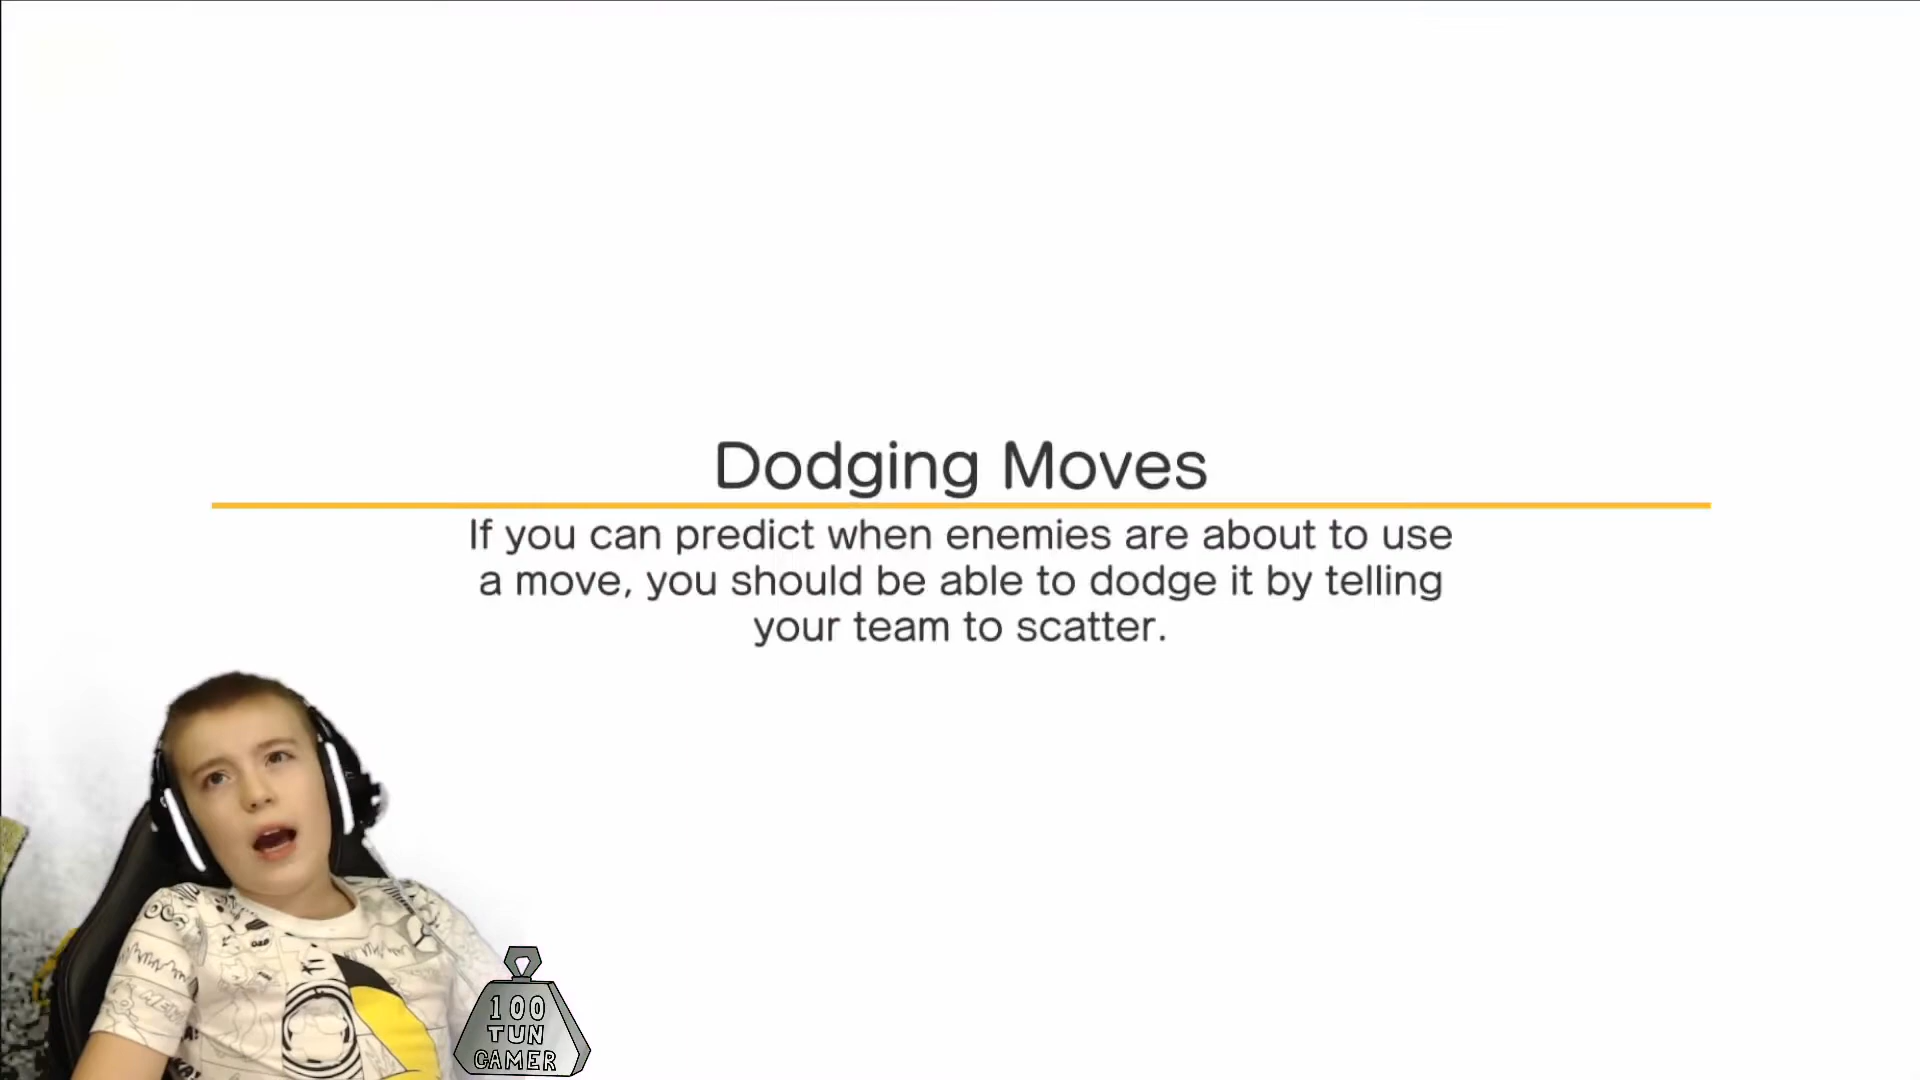 Dodging Moves
If you can predict when enemies are about to use
a move, you should be able to dodge it by telling
your team to scatter.
100
TUN
GAMER